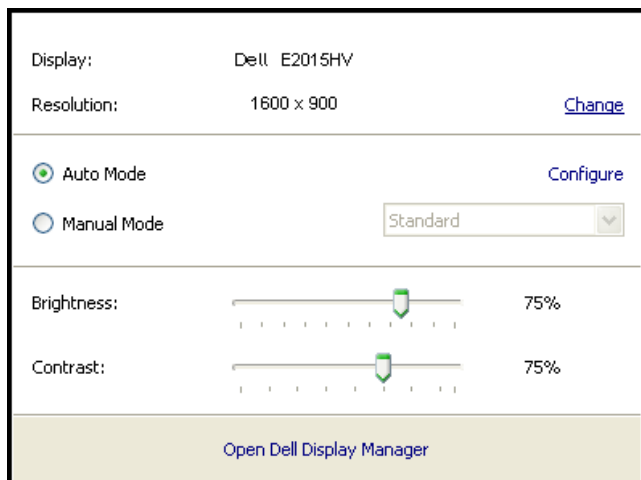 Display: Dell E2015HV
Resolution: 1600 x 900 Change
Auto Mode Configure
Manual Mode Standard
Brightness: 75%
Contrast: 75%
Open Dell Display Manager